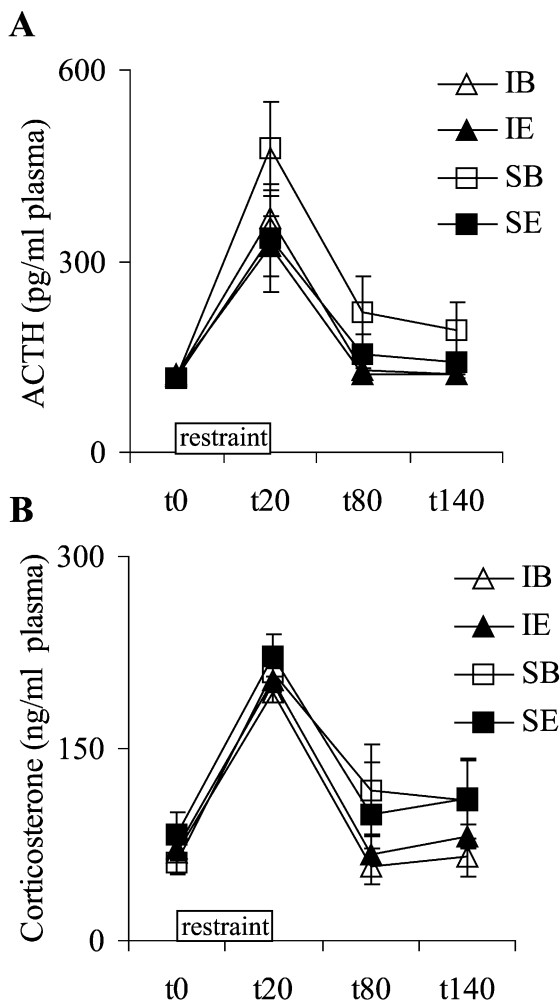 A
600
300
0
ACTH (pg/ml plasma)
IB
IE
SB
SE
restraint
t0 t20 t80 t140
B
300
150
0
Corticosterone (ng/ml plasma)
IB
IE
SB
SE
restraint
t0 t20 t80 t140